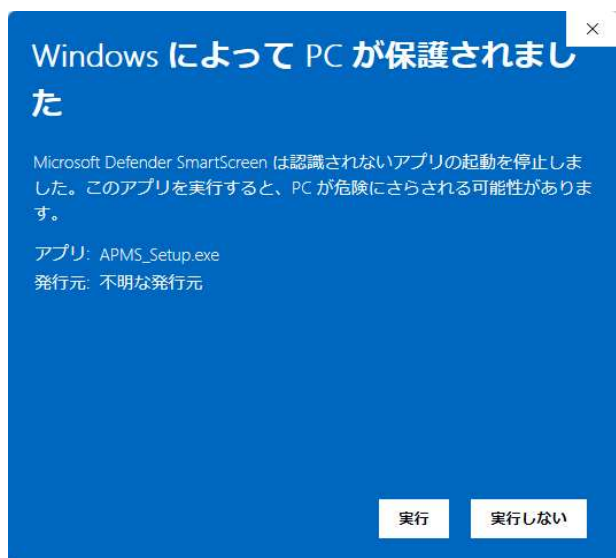 Windows によって PC が保護されまし
た
Microsoft Defender SmartScreen は認識されないアプリの起動を停止しま
した。このアプリを実行すると、PC が危険にさらされる可能性がありま
す。
アプリ: APMS_Setup.exe
発行元: 不明な発行元
実行 実行しない